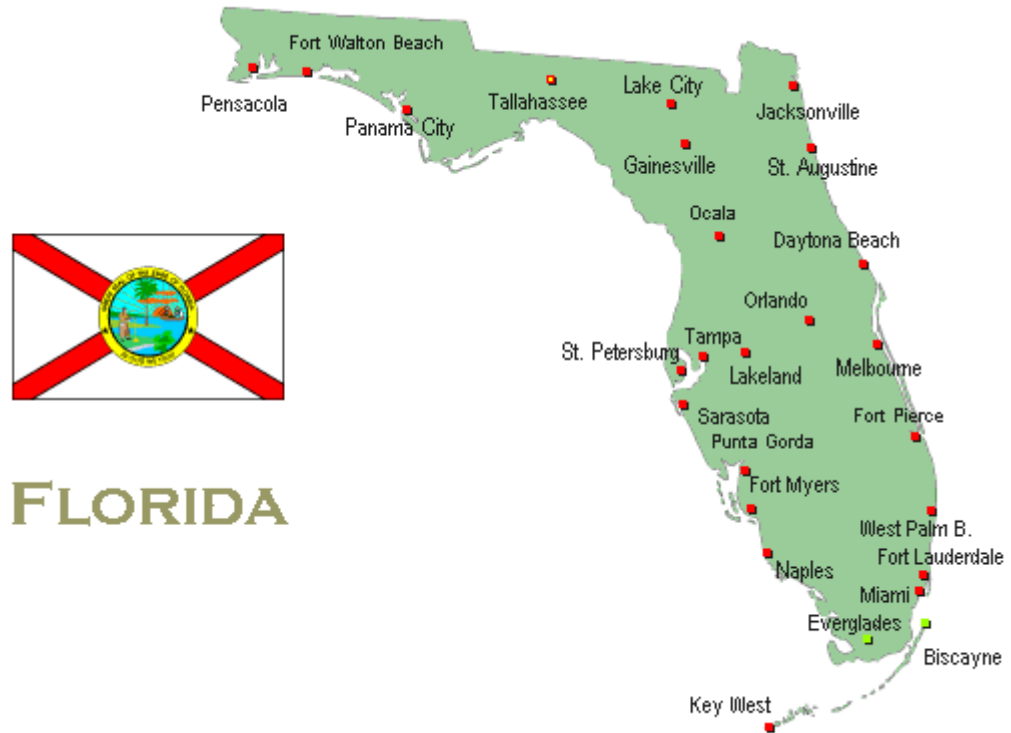 Fort Walton Beach
Pensacola
Panama City
Tallahassee
Lake City
Jacksonville
Gainesville
St. Augustine
Ocala
Daytona Beach
Orlando
Tampa
St. Petersburg
Lakeland
Melbourne
Sarasota
Fort Pierce
Punta Gorda
Fort Myers
FLORIDA
West Palm B.
Fort Lauderdale
Naples
Miami
Everglades
Biscayne
Key West